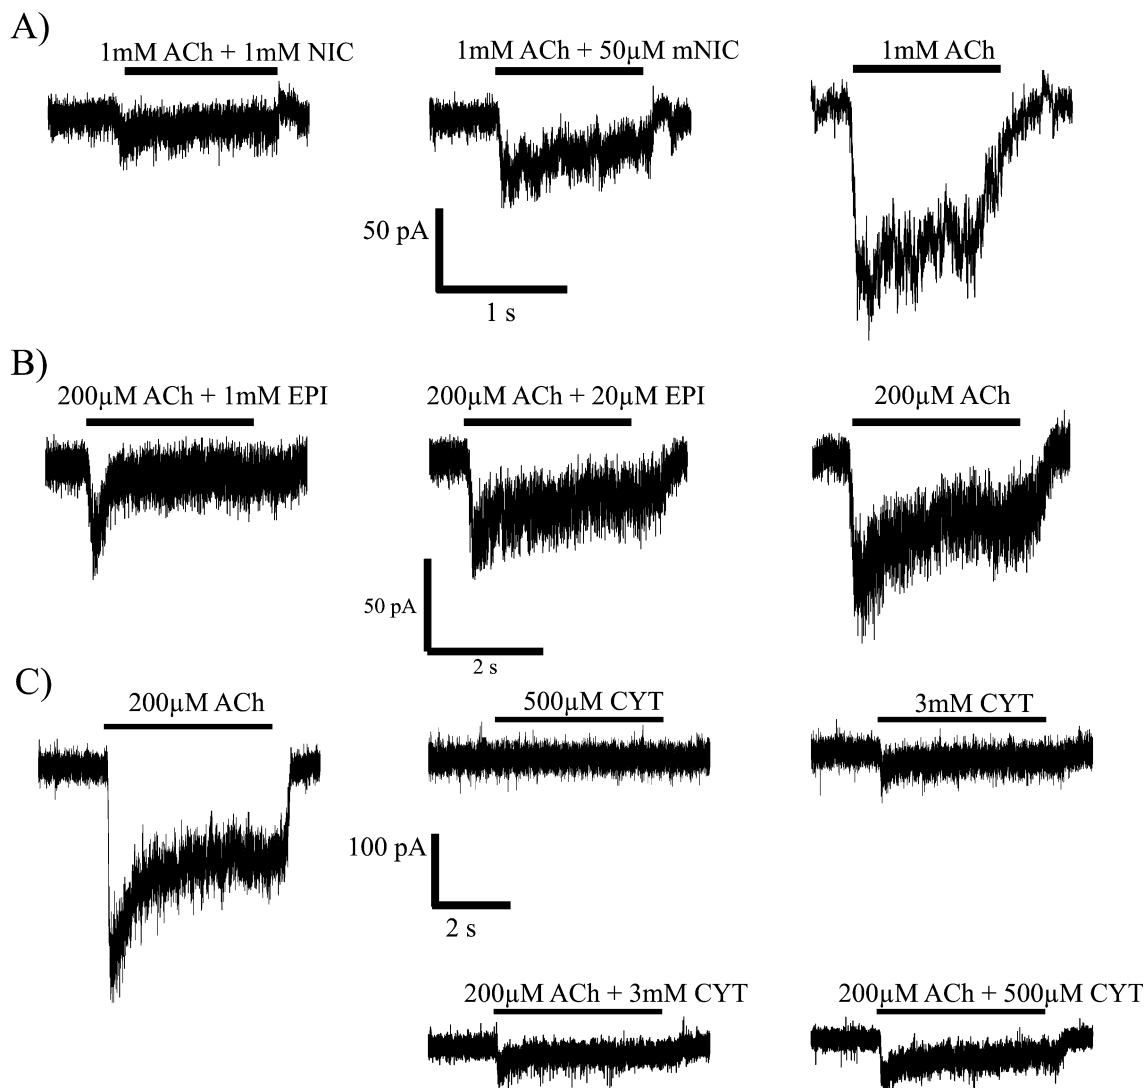 A)
1mM ACh + 1mM NIC
1mM ACh + 50µM mNIC
1mM ACh
50 pA
1 s
B)
200µM ACh + 1mM EPI
200µM ACh + 20µM EPI
200µM ACh
50 pA
2 s
C)
200µM ACh
500µM CYT
3mM CYT
100 pA
2 s
200µM ACh + 3mM CYT
200µM ACh + 500µM CYT